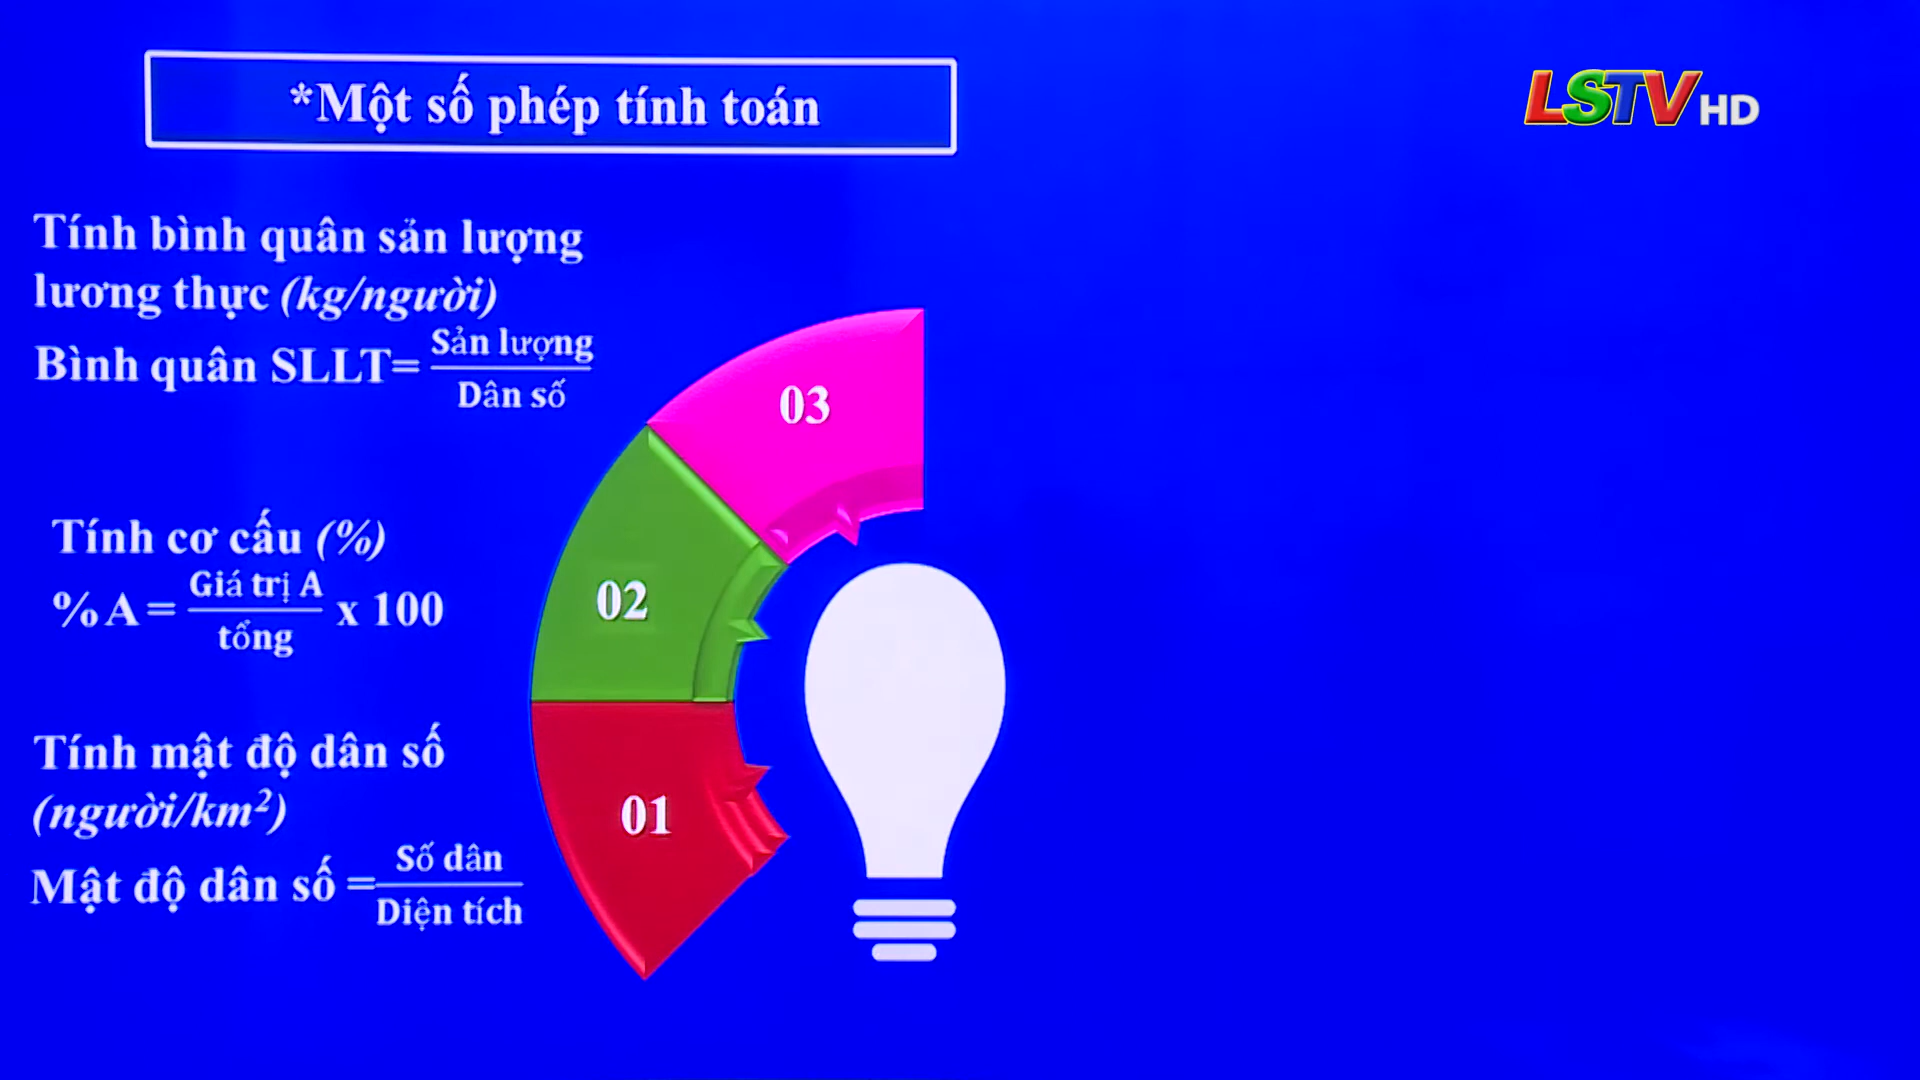 *Một số phép tính toán
LSTV HD
Tính bình quân sản lượng
lương thực (kg/người)
Bình quân SLLT= Sản lượng
Dân số
03
Tính cơ cấu (%)
% A = Giá trị A x 100
tổng
02
Tính mật độ dân số
(người/km²)
01
Mật độ dân số = Số dân
Diện tích